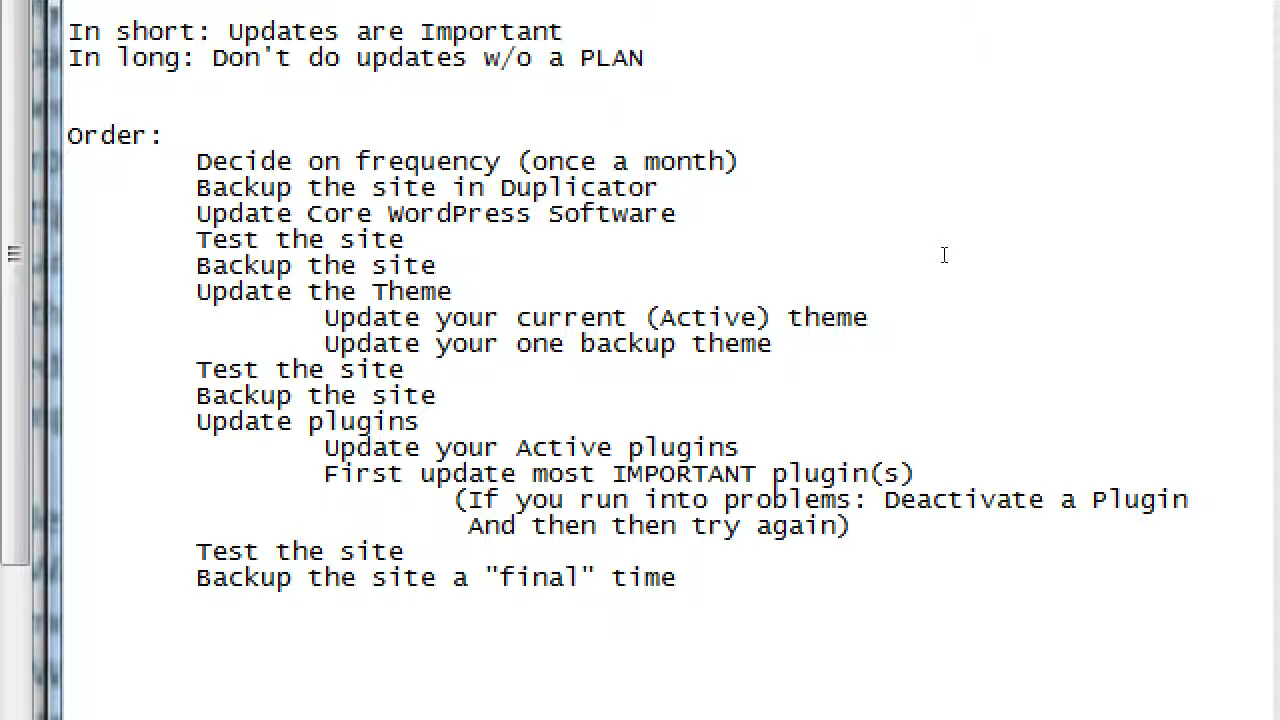 In short: Updates are Important
In long: Don't do updates w/o a PLAN
Order:
Decide on frequency (once a month)
Backup the site in Duplicator
Update Core WordPress Software
Test the site
Backup the site
Update the Theme
Update your current (Active) theme
Update your one backup theme
Test the site
Backup the site
Update plugins
Update your Active plugins
First update most IMPORTANT plugin(s)
(If you run into problems: Deactivate a Plugin
And then then try again)
Test the site
Backup the site a "final" time